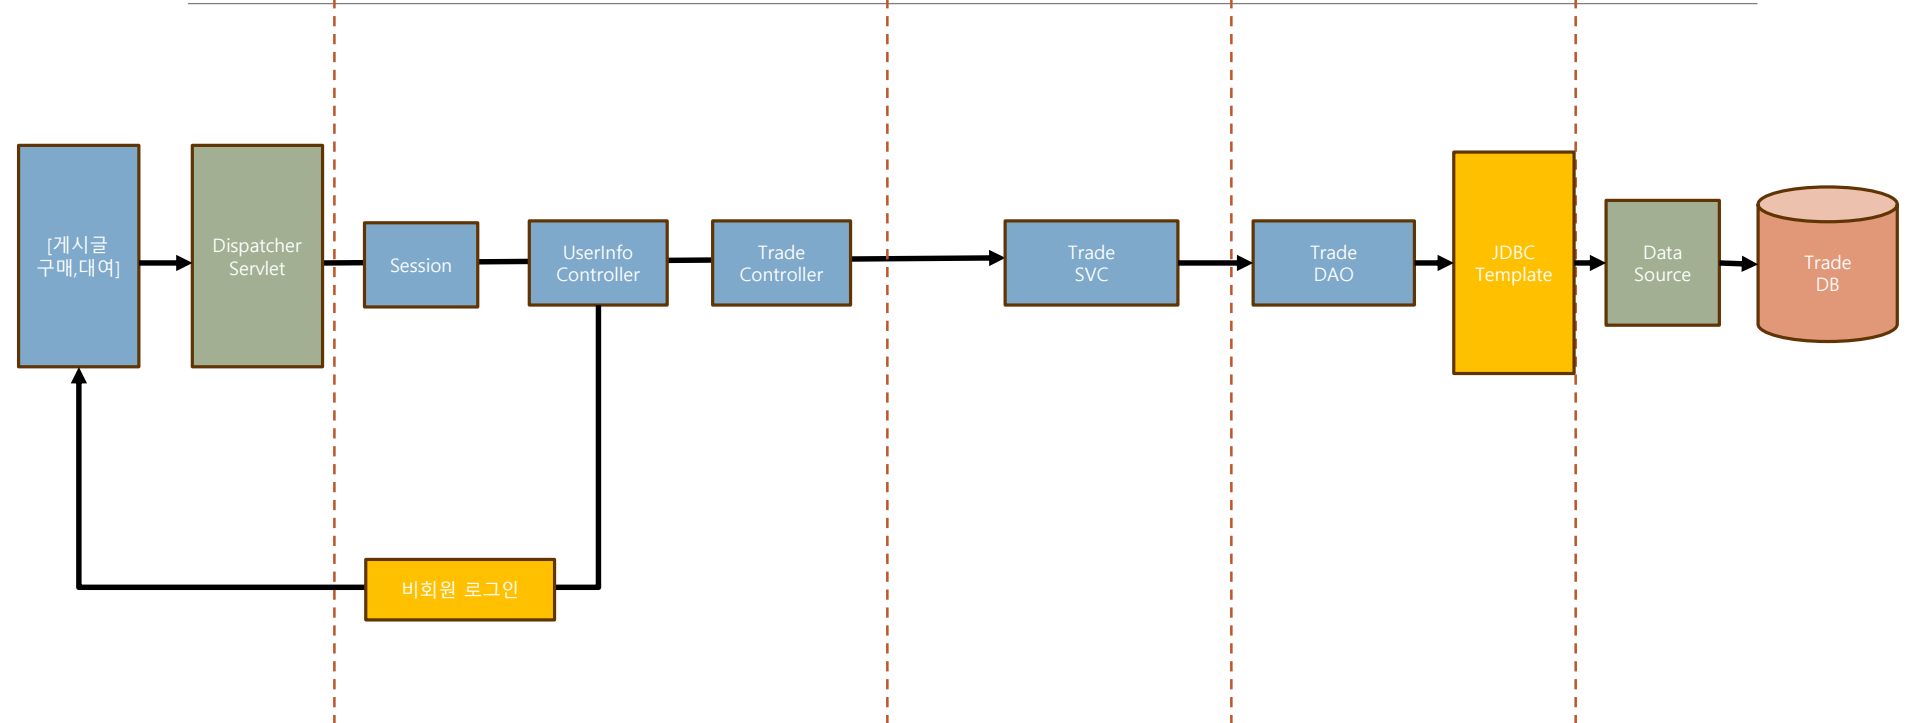 [게시글
구매,대여]
Dispatcher
Servlet
Session
UserInfo
Controller
Trade
Controller
Trade
SVC
Trade
DAO
JDBC
Template
Data
Source
Trade
DB
비회원 로그인